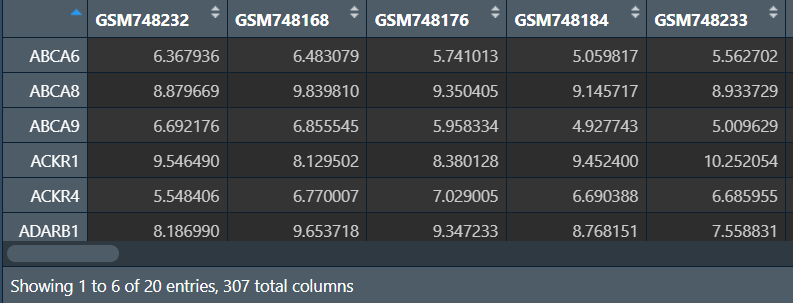 GSM748232 GSM748168 GSM748176 GSM748184 GSM748233
ABCA6 6.367936 6.483079 5.741013 5.059817 5.562702
ABCA8 8.879669 9.839810 9.350405 9.145717 8.933729
ABCA9 6.692176 6.855545 5.958334 4.927743 5.009629
ACKR1 9.546490 8.129502 8.380128 9.452400 10.252054
ACKR4 5.548406 6.770007 7.029005 6.690388 6.685955
ADARB1 8.186990 9.653718 9.347233 8.768151 7.558831
Showing 1 to 6 of 20 entries, 307 total columns